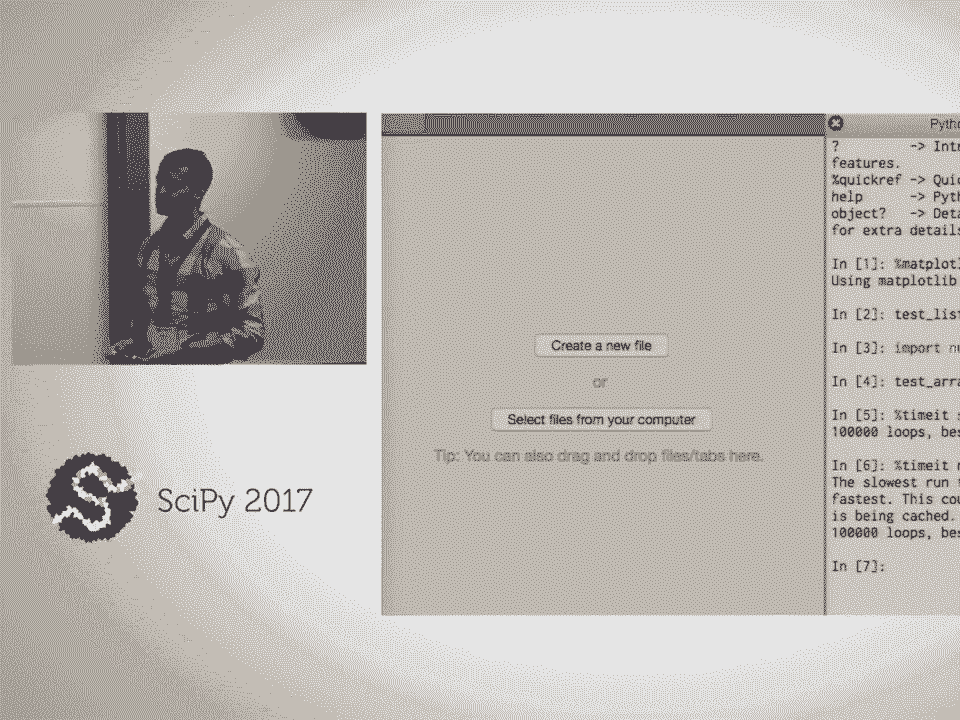 SciPy 2017
Create a new file
or
Select files from your computer
Tip: You can also drag and drop files/tabs here.
?         -> Intr
features.
%quickref -> Quic
help      -> Pyth
object?   -> Deta
for extra details
In [1]: %matplotl
Using matplotlib
In [2]: test_list
In [3]: import nu
In [4]: test_arra
In [5]: %timeit s
100000 loops, bes
In [6]: %timeit n
The slowest run t
fastest. This cou
is being cached.
100000 loops, bes
In [7]: